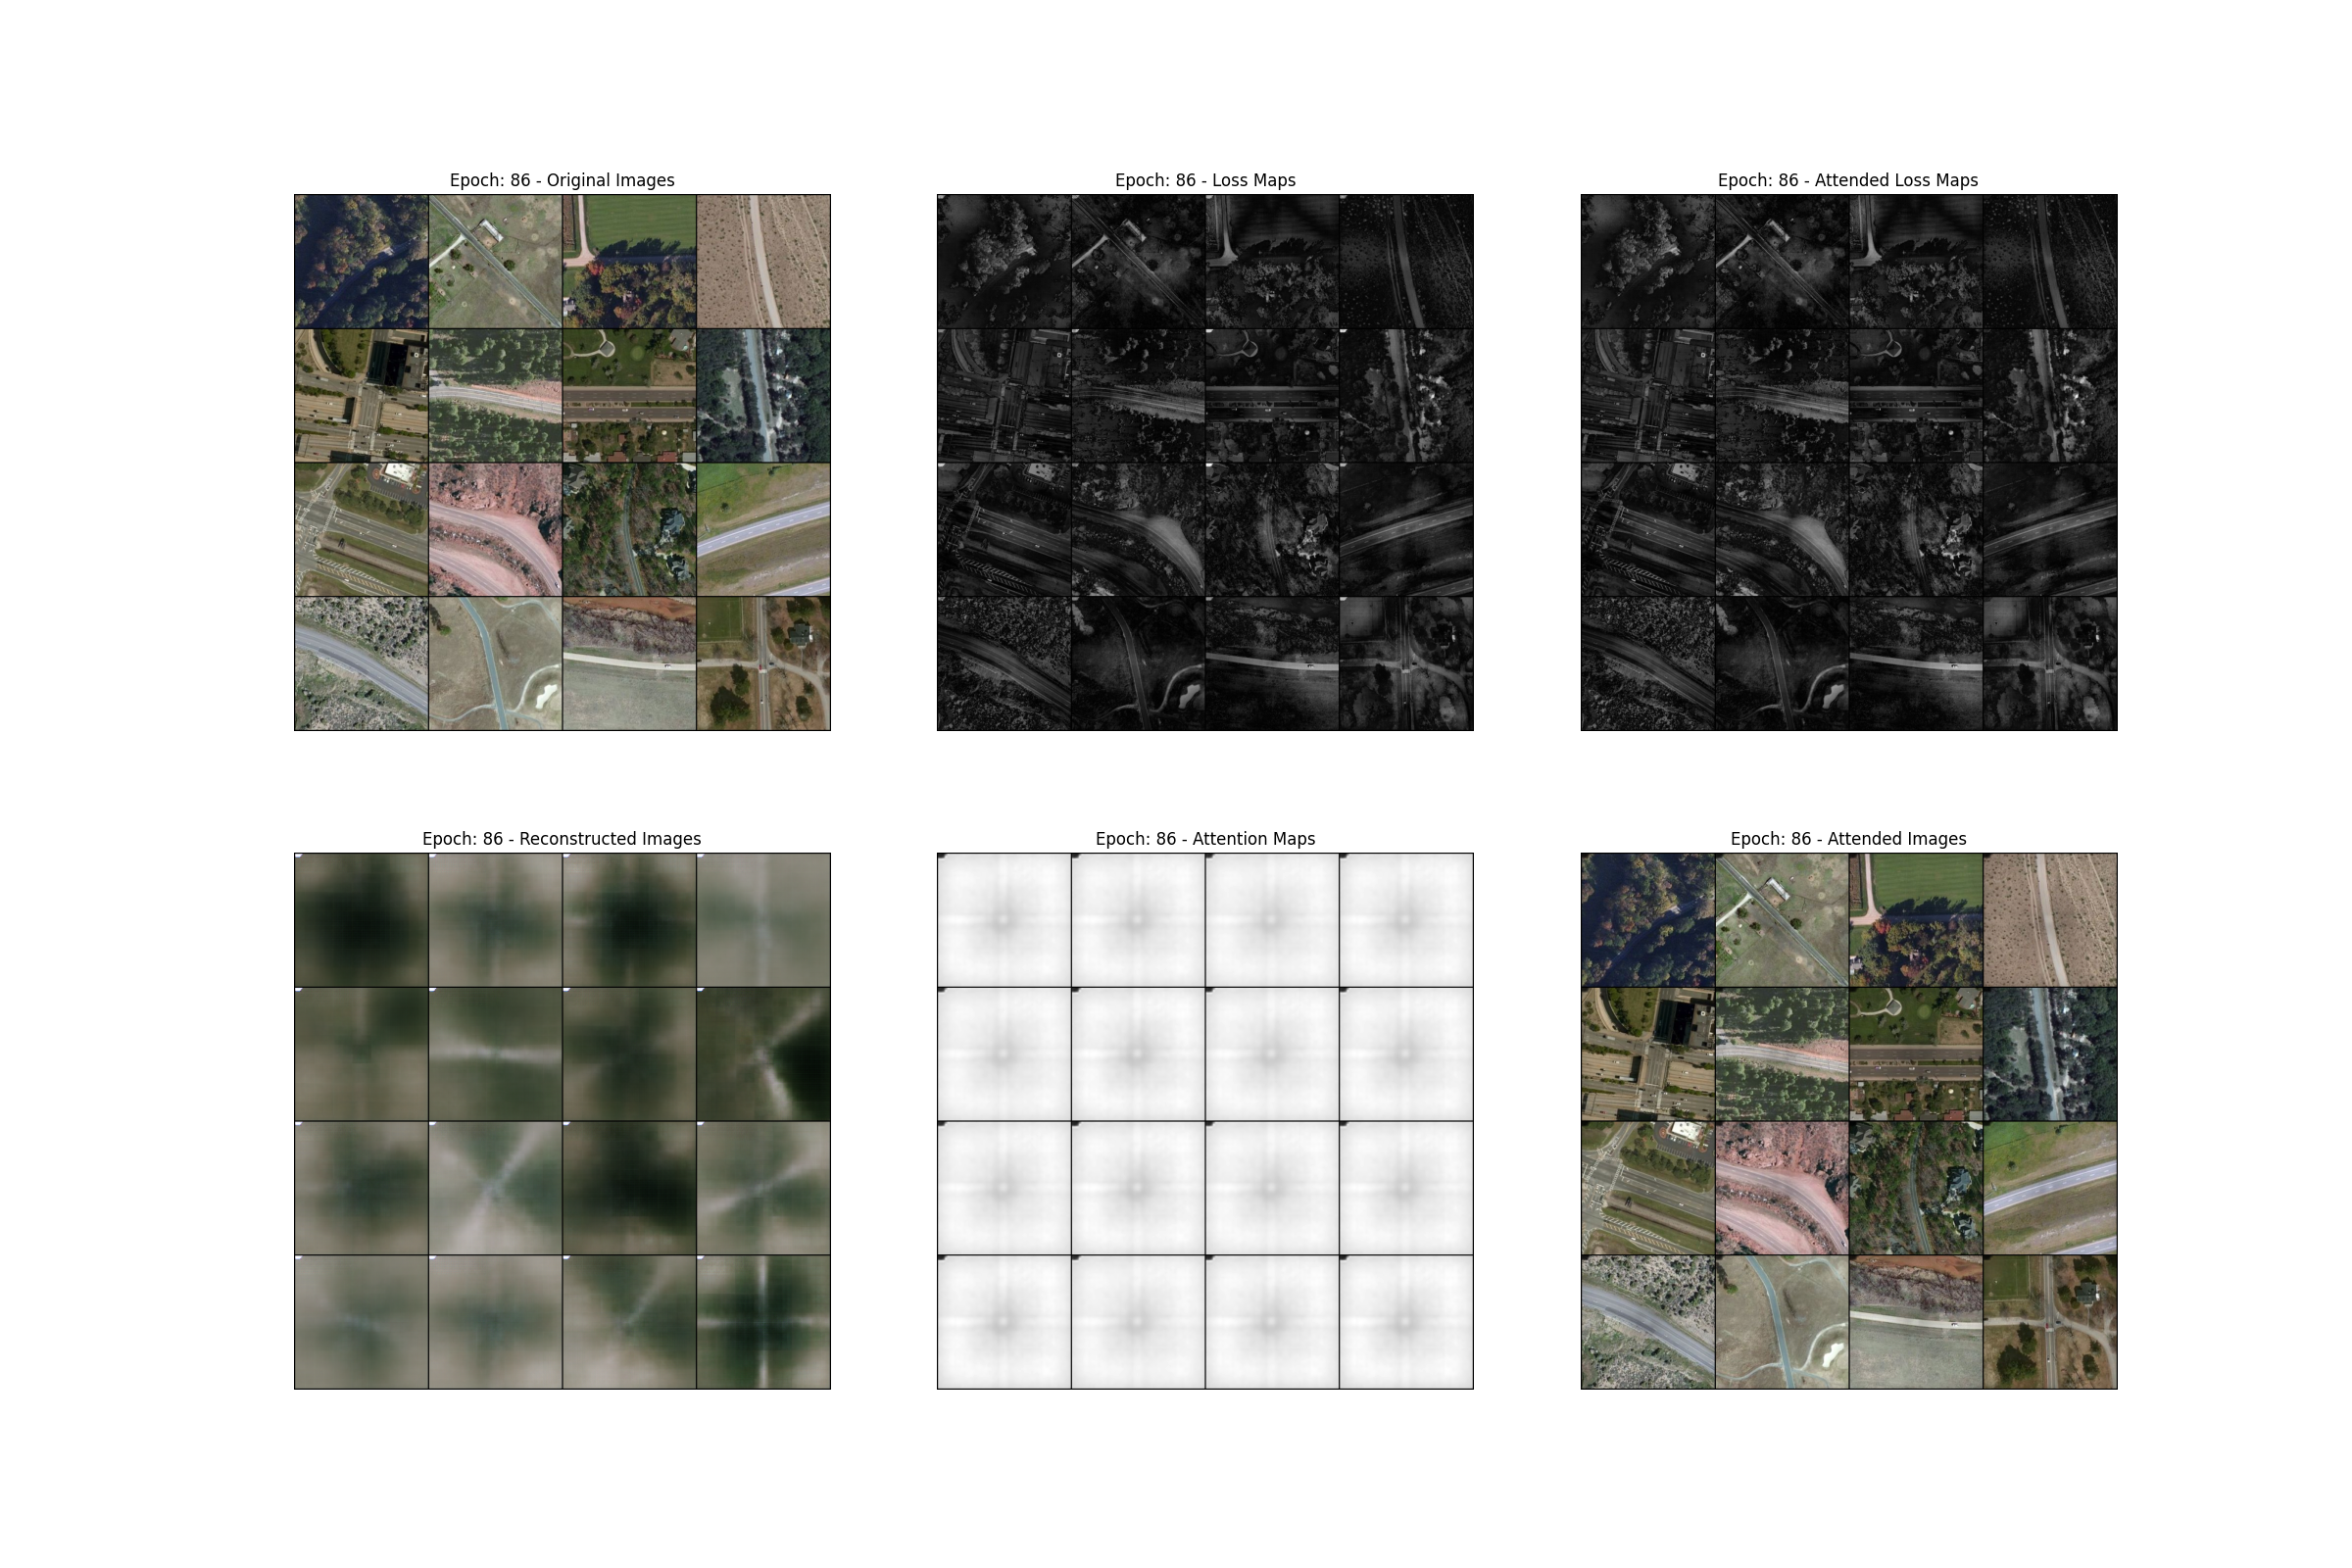 Epoch: 86 - Original Images
Epoch: 86 - Loss Maps
Epoch: 86 - Attended Loss Maps
Epoch: 86 - Reconstructed Images
Epoch: 86 - Attention Maps
Epoch: 86 - Attended Images